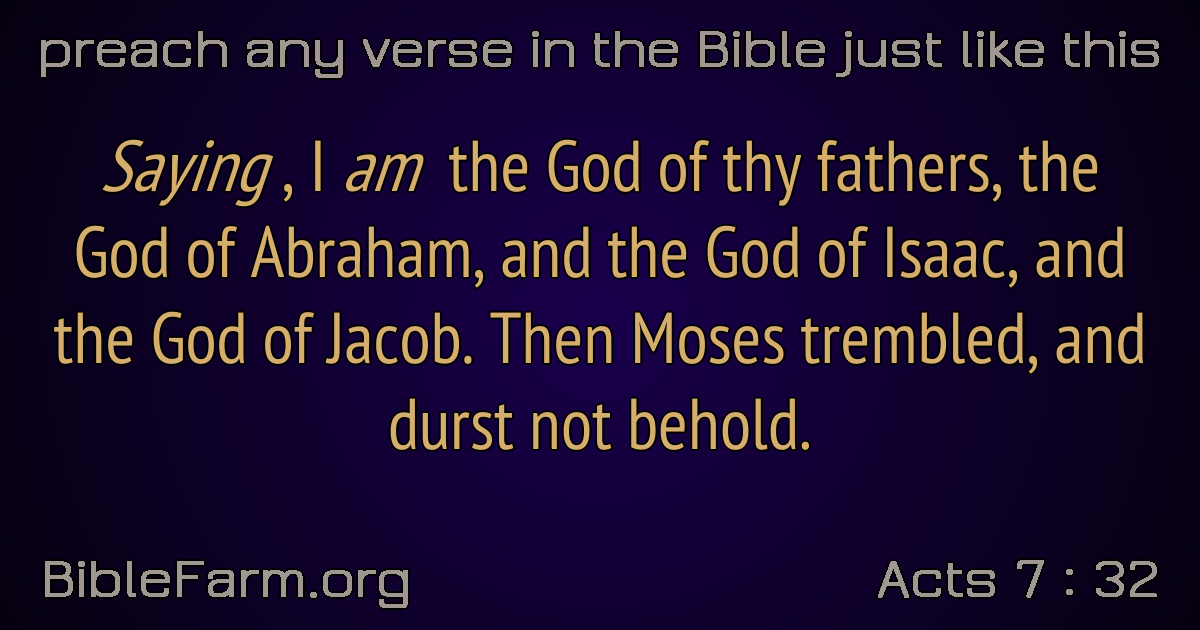 preach any verse in the Bible just like this
Saying , I am the God of thy fathers, the
God of Abraham, and the God of Isaac, and
the God of Jacob. Then Moses trembled, and
durst not behold.
BibleFarm.org
Acts 7 : 32